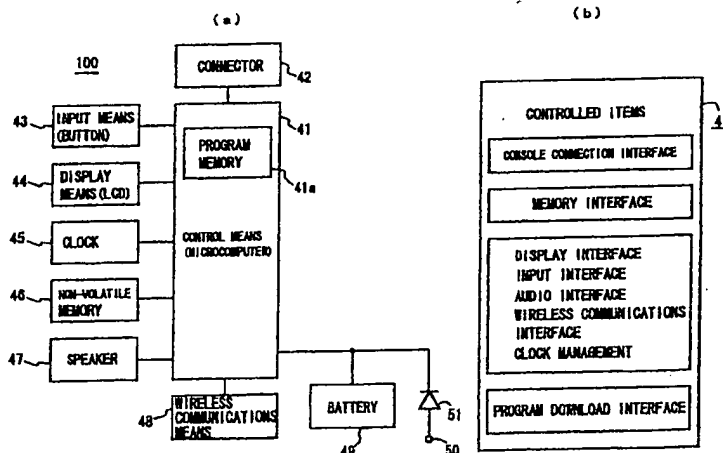 (a)
100
CONNECTOR
42
43
INPUT MEANS
(BUTTON)
41
PROGRAM
MEMORY
41a
44
DISPLAY
MEANS(LCD)
45
CLOCK
CONTROL MEANS
(MICROCOMPUTER)
46
NON-VOLATILE
MEMORY
47
SPEAKER
48
WIRELESS
COMMUNICATIONS
MEANS
BATTERY
49
51
50
(b)
CONTROLLED ITEMS
4
CONSOLE CONNECTION INTERFACE
MEMORY INTERFACE
DISPLAY INTERFACE
INPUT INTERFACE
AUDIO INTERFACE
WIRELESS COMMUNICATIONS
INTERFACE
CLOCK MANAGEMENT
PROGRAM DOWNLOAD INTERFACE